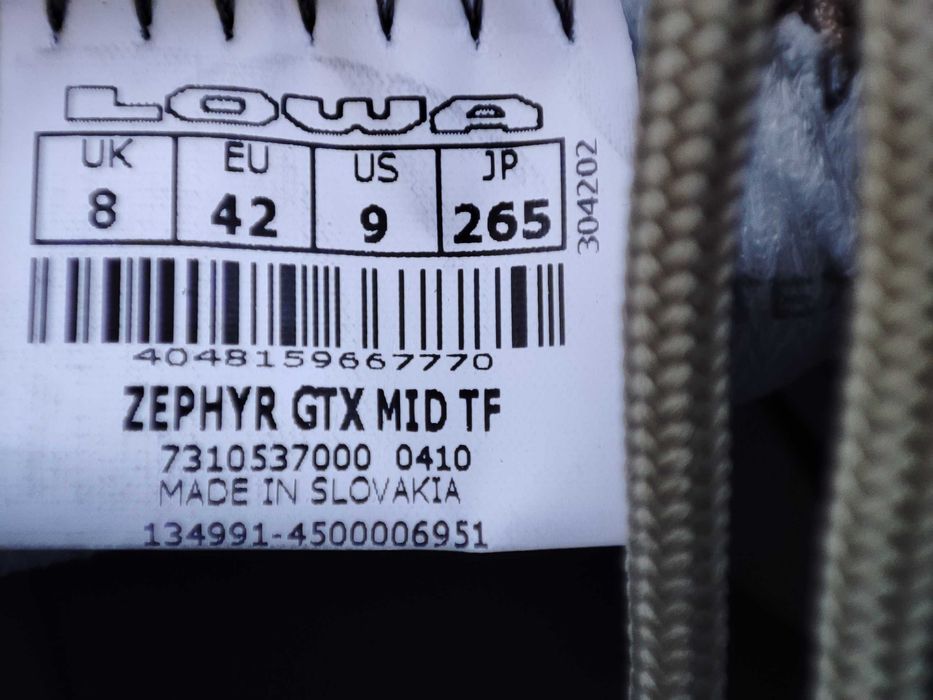 LOWA
UK EU US JP
8 42 9 265
304202
4048159667770
ZEPHYR GTX MID TF
7310537000 0410
MADE IN SLOVAKIA
134991-4500006951